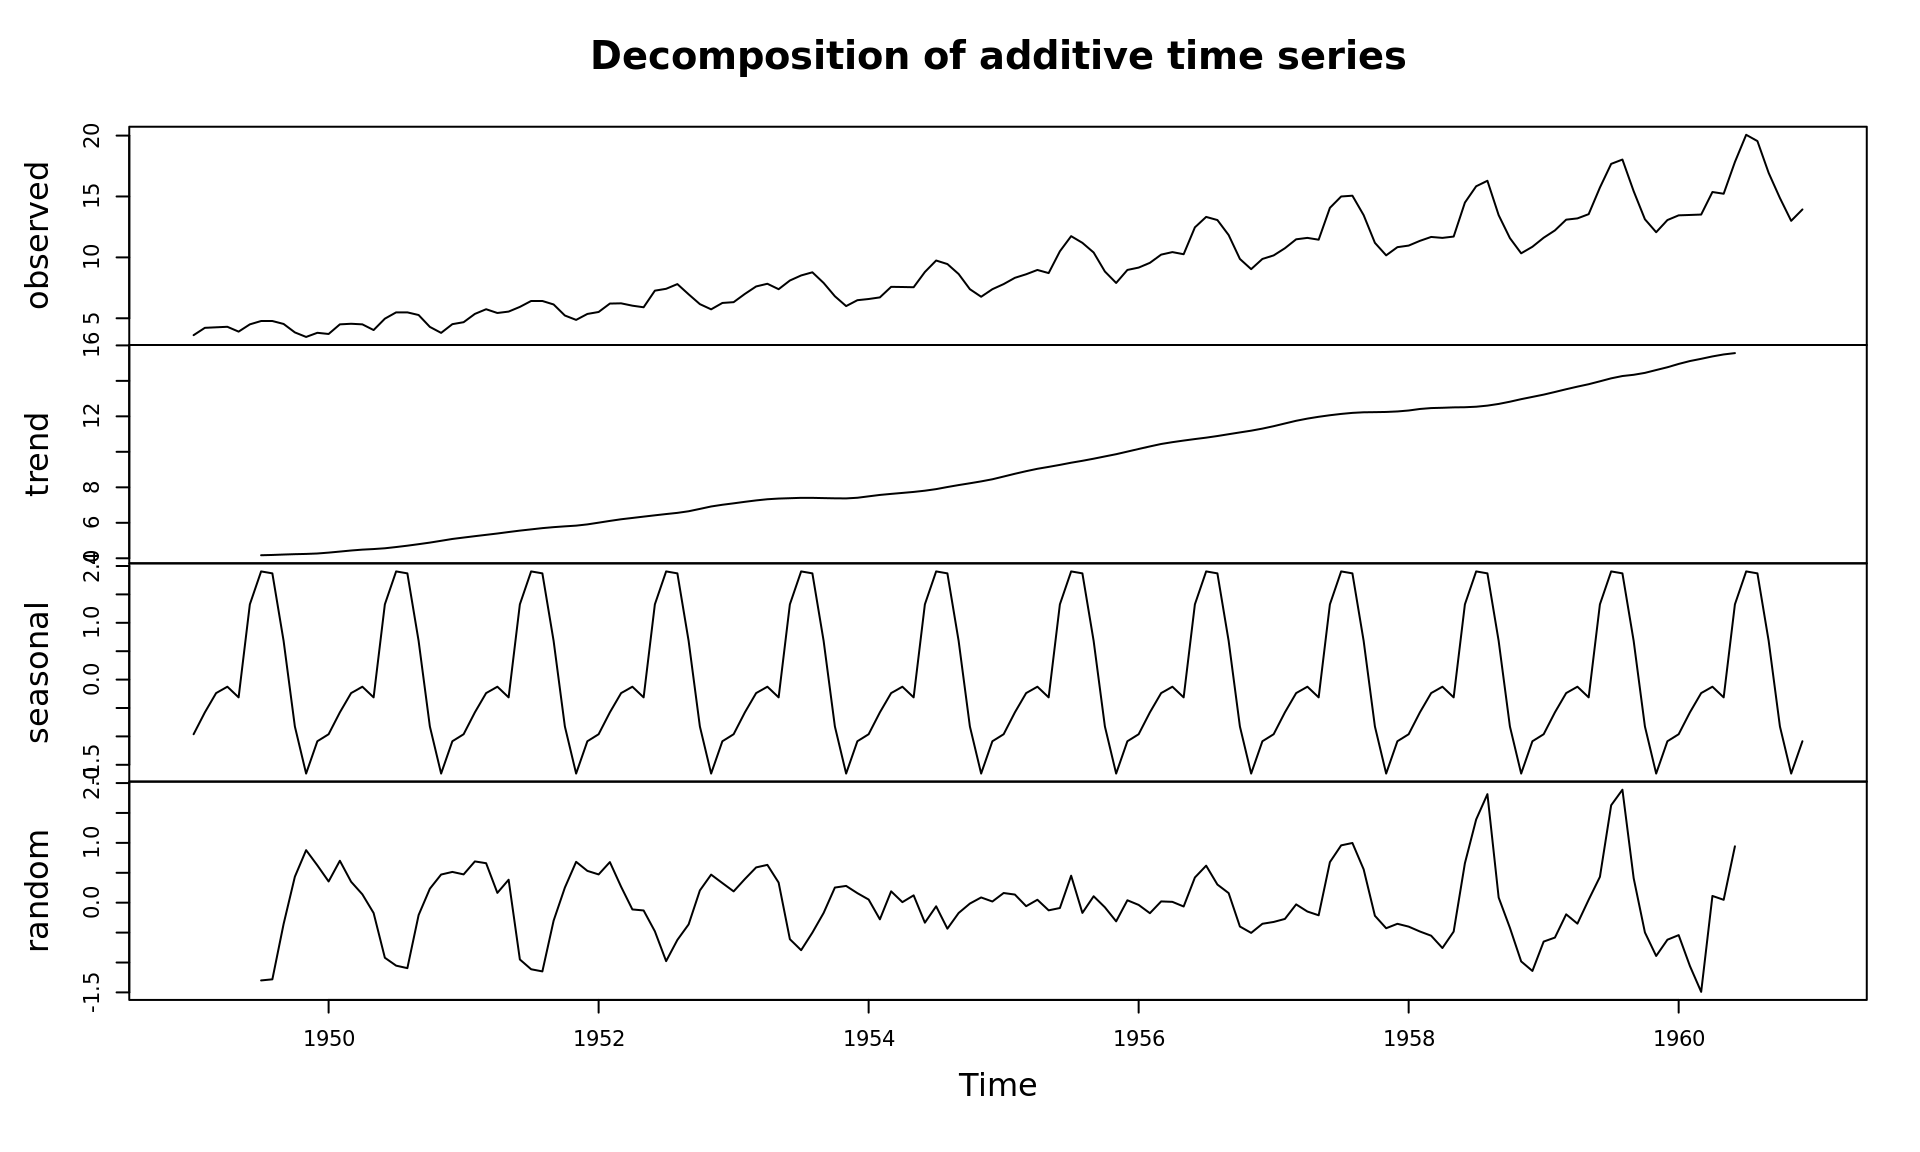 Decomposition of additive time series
observed
5 10 15 20
trend
4 6 8 12 16
seasonal
-1.5 0.0 1.0 2.0
random
-1.5 0.0 1.0 2.0
1950 1952 1954 1956 1958 1960
Time